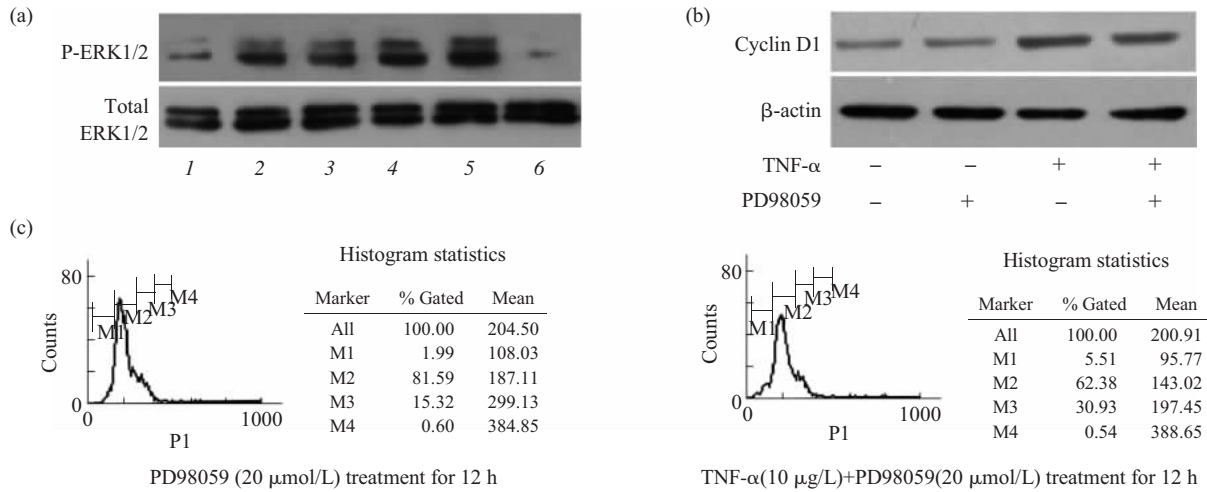 (a)
P-ERK1/2
Total
ERK1/2
1 2 3 4 5 6
(b)
Cyclin D1
β-actin
TNF-α – – + +
PD98059 – + – +
(c)
80
Counts
0
M1
M2
M3
M4
0 1000
P1
Histogram statistics
Marker % Gated Mean
All 100.00 204.50
M1 1.99 108.03
M2 81.59 187.11
M3 15.32 299.13
M4 0.60 384.85
PD98059 (20 μmol/L) treatment for 12 h
80
Counts
0
M1
M2
M3
M4
0 1000
P1
Histogram statistics
Marker % Gated Mean
All 100.00 200.91
M1 5.51 95.77
M2 62.38 143.02
M3 30.93 197.45
M4 0.54 388.65
TNF-α(10 μg/L)+PD98059(20 μmol/L) treatment for 12 h